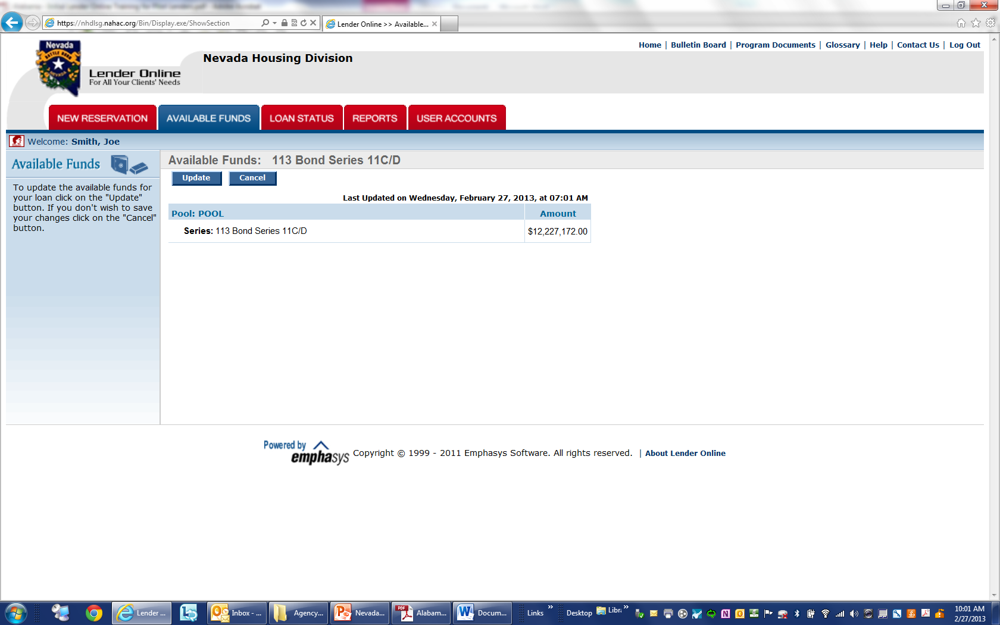 https://nhdlsg.nahac.org/Bin/Display.exe/ShowSection
Lender Online >> Available...
Nevada
Lender Online
For All Your Clients' Needs
Nevada Housing Division
Home | Bulletin Board | Program Documents | Glossary | Help | Contact Us | Log Out
NEW RESERVATION
AVAILABLE FUNDS
LOAN STATUS
REPORTS
USER ACCOUNTS
Welcome: Smith, Joe
Available Funds
To update the available funds for
your loan click on the "Update"
button. If you don't wish to save
your changes click on the "Cancel"
button.
Available Funds: 113 Bond Series 11C/D
Update
Cancel
Last Updated on Wednesday, February 27, 2013, at 07:01 AM
Pool: POOL
Amount
Series: 113 Bond Series 11C/D
$12,227,172.00
Powered by
emphasys
Copyright © 1999 - 2011 Emphasys Software. All rights reserved. | About Lender Online
Lender ...
Inbox - ...
Agency...
Nevada...
Alabam...
Docum...
Links
Desktop
Libr
10:01 AM
2/27/2013